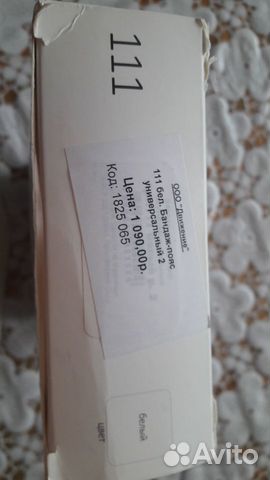 111
ООО "Движение"
111 бел. Бандаж-пояс
универсальный 2
Цена: 1 090,00р.
Код: 1825 065
белый
цвет
Avito